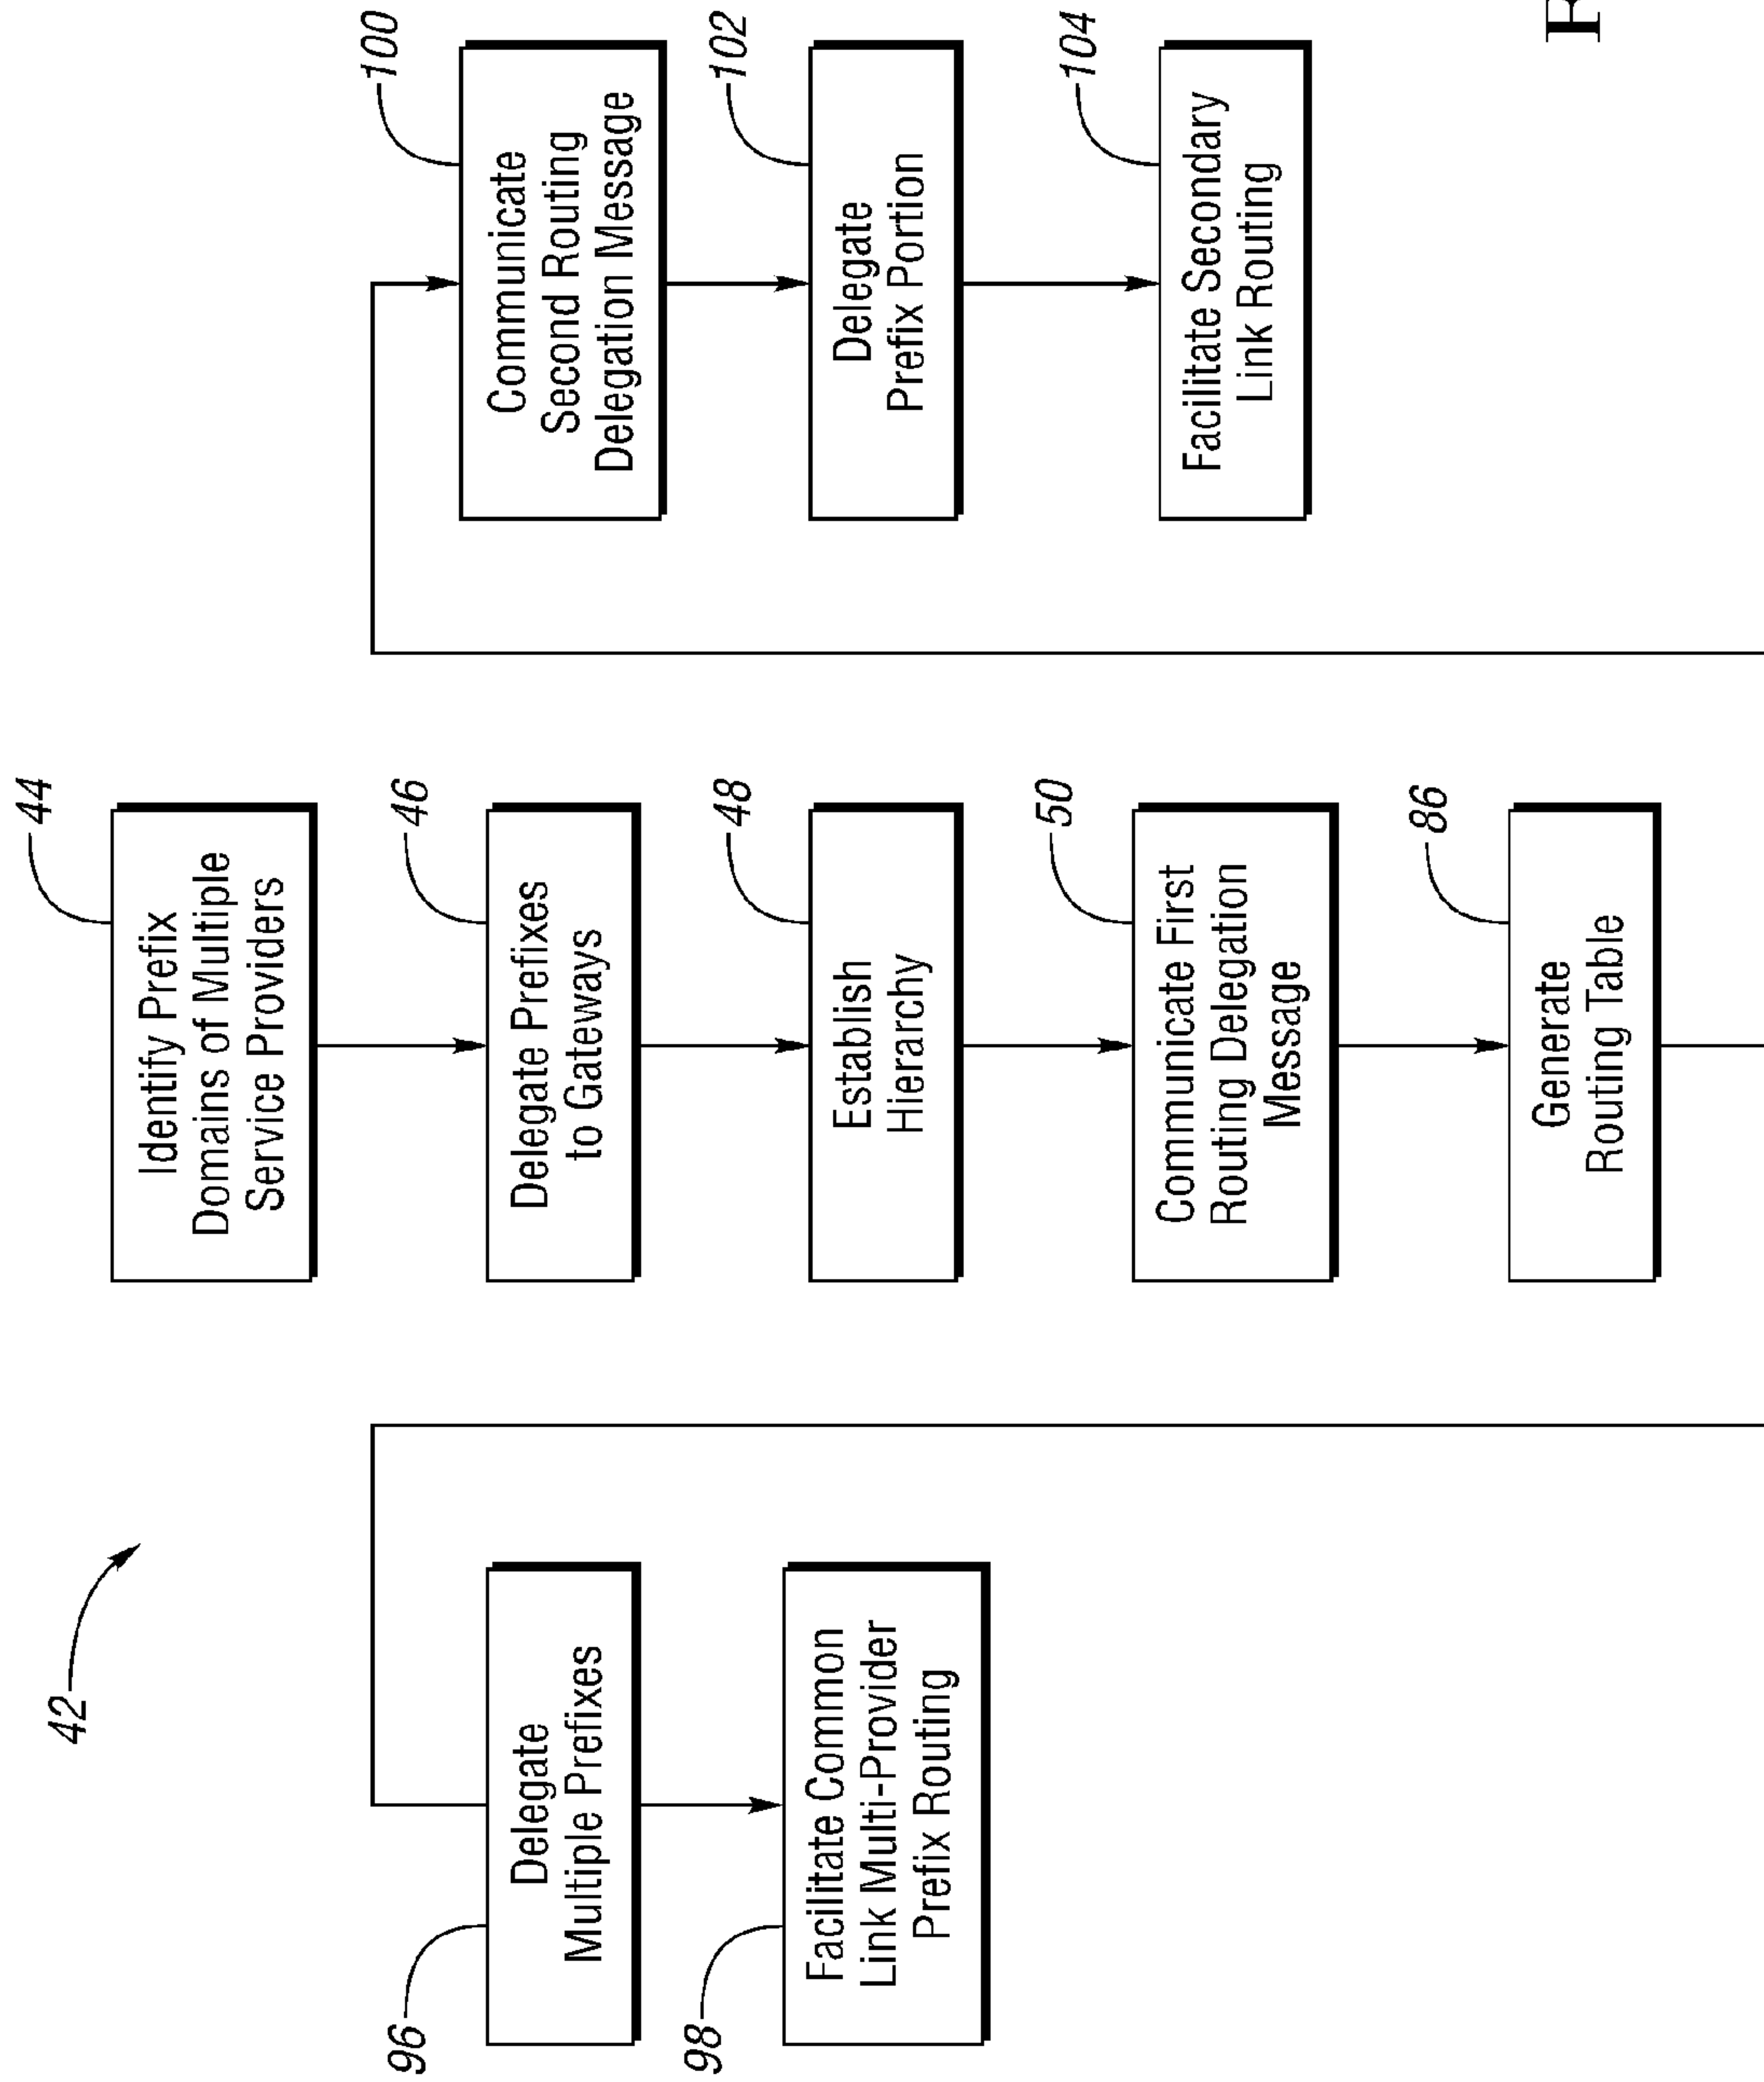 42
44
Identify Prefix
Domains of Multiple
Service Providers
46
Delegate Prefixes
to Gateways
48
Establish
Hierarchy
50
Communicate First
Routing Delegation
Message
86
Generate
Routing Table
96
Delegate
Multiple Prefixes
98
Facilitate Common
Link Multi-Provider
Prefix Routing
100
Communicate
Second Routing
Delegation Message
102
Delegate
Prefix Portion
104
Facilitate Secondary
Link Routing